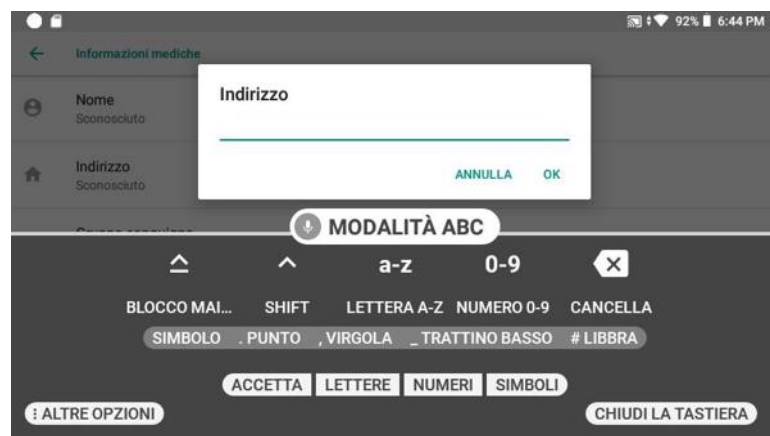 92% 6:44 PM
Informazioni mediche
Indirizzo
Nome
Sconosciuto
Indirizzo
Sconosciuto
ANNULLA OK
Gruppo sanguigno
MODALITÀ ABC
a-z 0-9
BLOCCO MAI... SHIFT LETTERA A-Z NUMERO 0-9 CANCELLA
SIMBOLO . PUNTO , VIRGOLA _ TRATTINO BASSO # LIBBRA
ACCETTA LETTERE NUMERI SIMBOLI
ALTRE OPZIONI CHIUDI LA TASTIERA